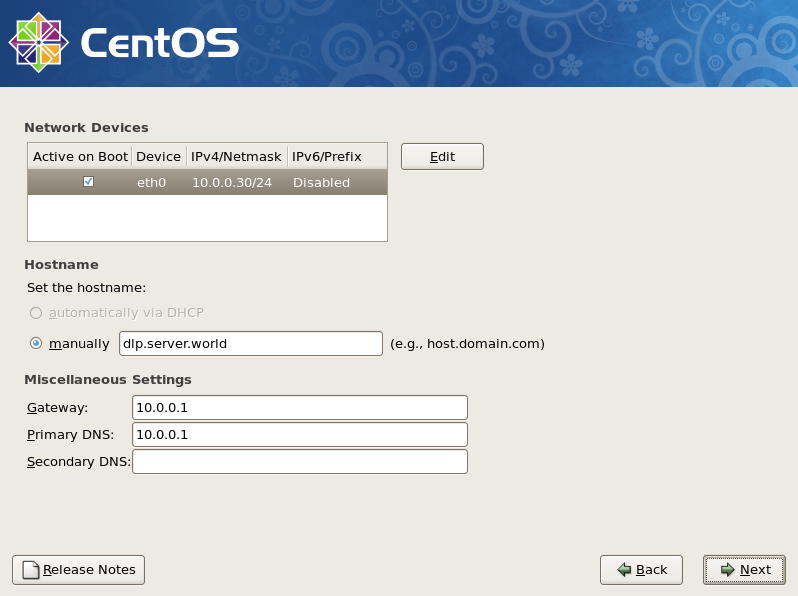 CentOS
Network Devices
Active on Boot Device IPv4/Netmask IPv6/Prefix
Edit
eth0 10.0.0.30/24 Disabled
Hostname
Set the hostname:
automatically via DHCP
manually dlp.server.world (e.g., host.domain.com)
Miscellaneous Settings
Gateway: 10.0.0.1
Primary DNS: 10.0.0.1
Secondary DNS:
Release Notes Back Next